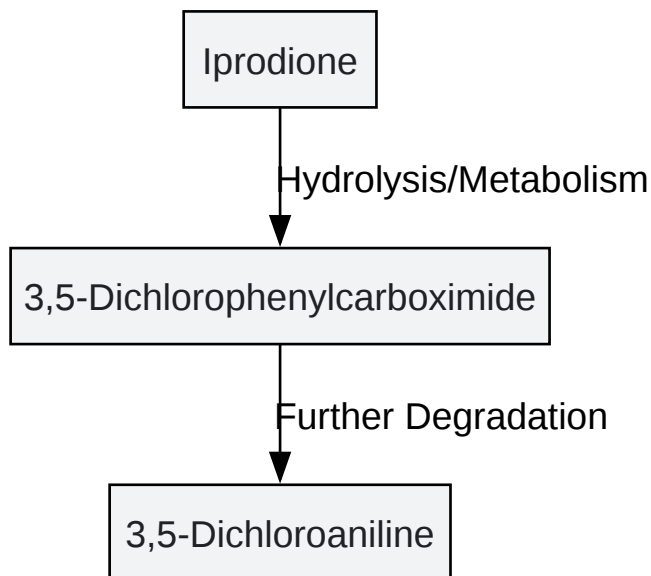 Iprodione
Hydrolysis/Metabolism
3,5-Dichlorophenylcarboximide
Further Degradation
3,5-Dichloroaniline